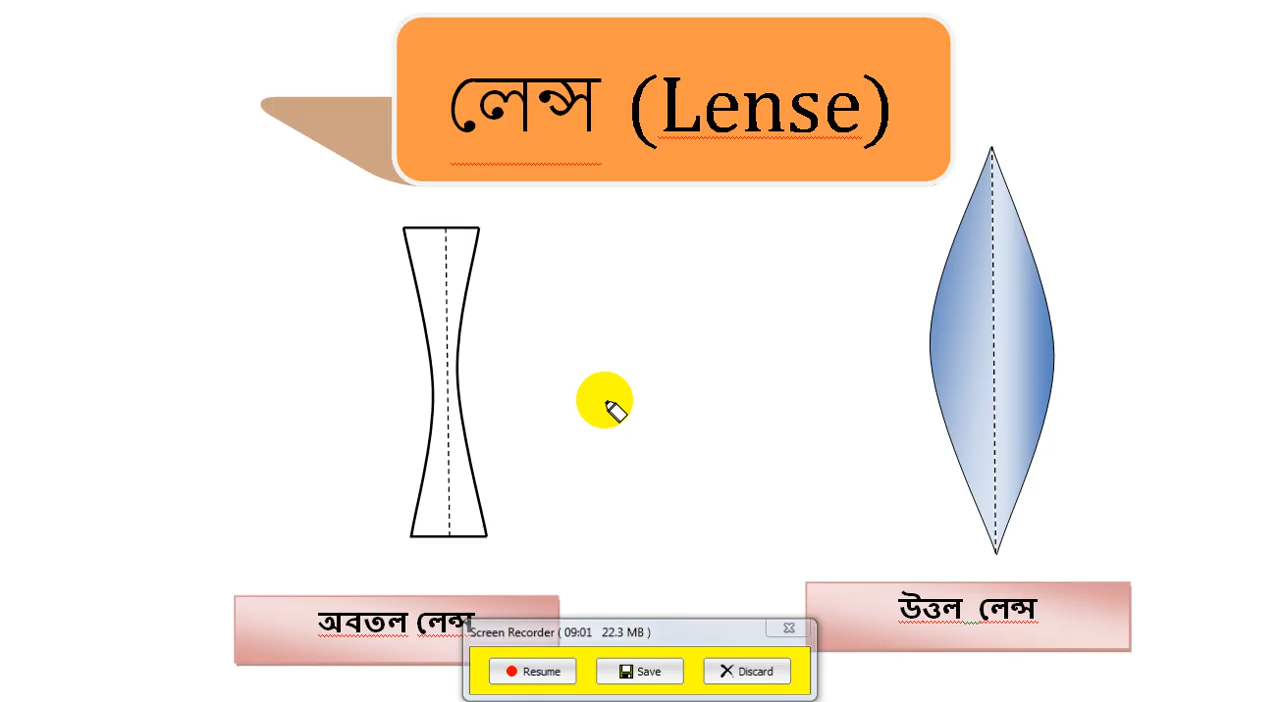 লেন্স (Lense)
অবতল লেন্স
উত্তল লেন্স
Screen Recorder ( 09:01 22.3 MB )
Resume Save Discard